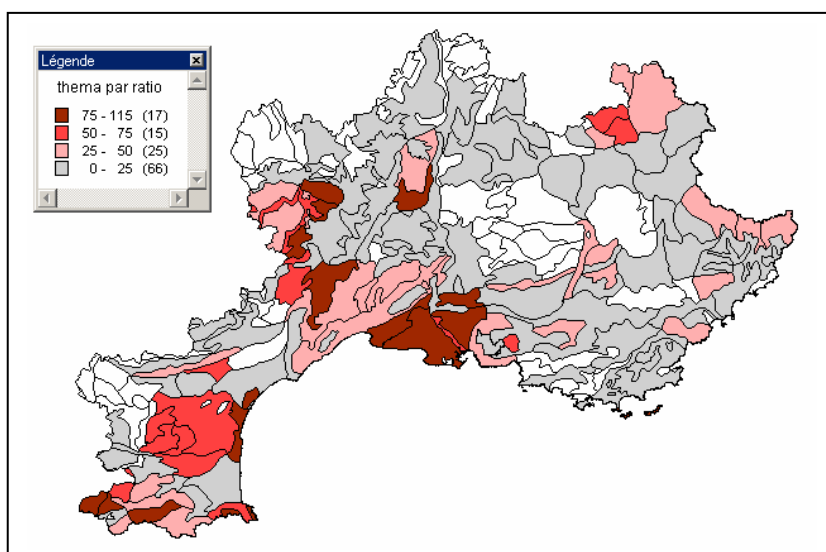 Légende
thema par ratio
75 - 115 (17)
50 - 75 (15)
25 - 50 (25)
0 - 25 (66)